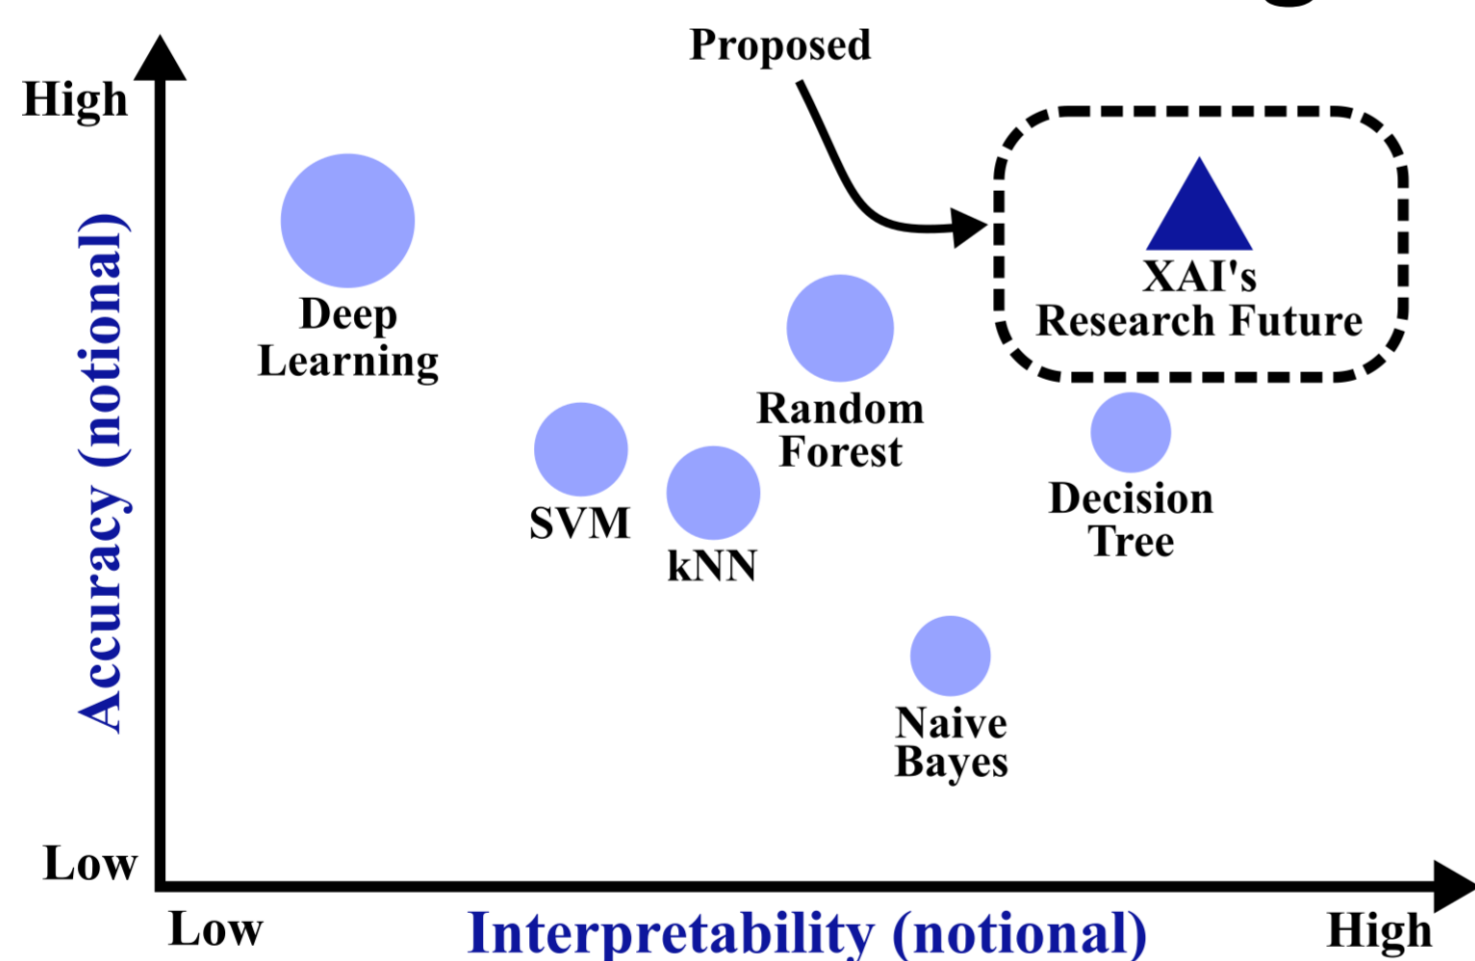 Proposed
High
XAI's
Research Future
Deep
Learning
Random
Forest
SVM
kNN
Decision
Tree
Naive
Bayes
Accuracy (notional)
Low
Low
Interpretability (notional)
High